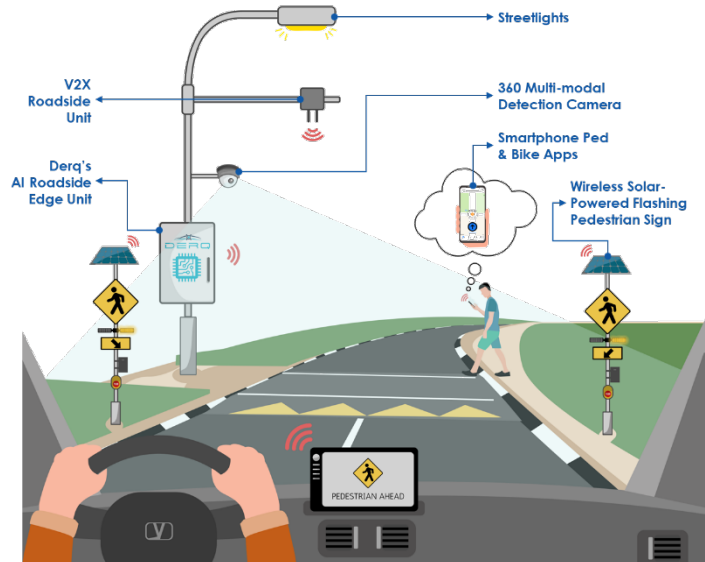 Streetlights
V2X
Roadside
Unit
360 Multi-modal
Detection Camera
Smartphone Ped
& Bike Apps
Derq's
AI Roadside
Edge Unit
Wireless Solar-
Powered Flashing
Pedestrian Sign
DERQ
PEDESTRIAN AHEAD
V